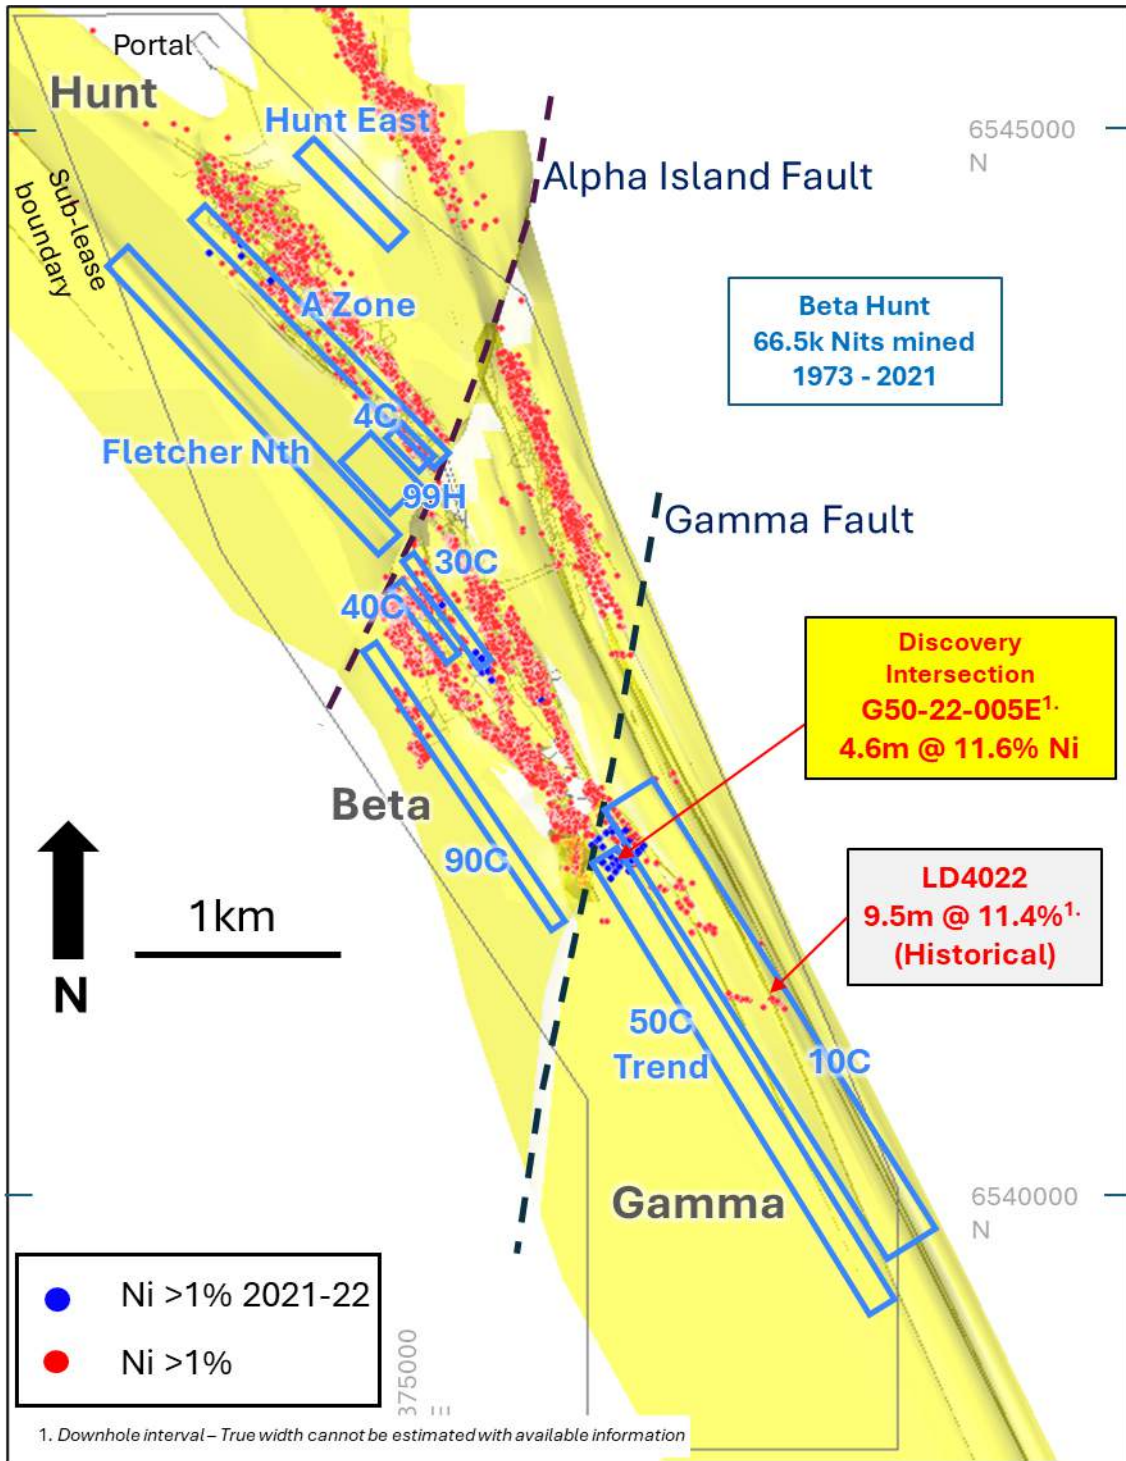 Portal
Hunt
Hunt East
6545000
N
Alpha Island Fault
Sub-lease
boundary
Beta Hunt
66.5k Nits mined
1973 - 2021
A Zone
4C
Fletcher Nth
99H
Gamma Fault
30C
40C
Discovery
Intersection
G50-22-005E1.
4.6m @ 11.6% Ni
Beta
90C
LD4022
9.5m @ 11.4%1.
(Historical)
1km
N
50C
Trend
10C
Gamma
6540000
N
Ni >1% 2021-22
Ni >1%
375000
E
1. Downhole interval – True width cannot be estimated with available information